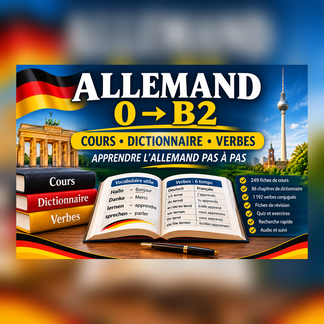 ALLEMAND
0 → B2
COURS • DICTIONNAIRE • VERBES
APPRENDRE L'ALLEMAND PAS À PAS
Cours
Dictionnaire
Verbes
Vocabulaire utile
Hallo – Bonjour
Danke – Merci
lernen – apprendre
sprechen – parler
Verbes : 6 temps
Deutsch Français
249 fiches de cours
86 chapitres de dictionnaire
1 192 verbes conjugués
Fiches de révision
Quiz et exercices
Recherche rapide
Audio et suivi